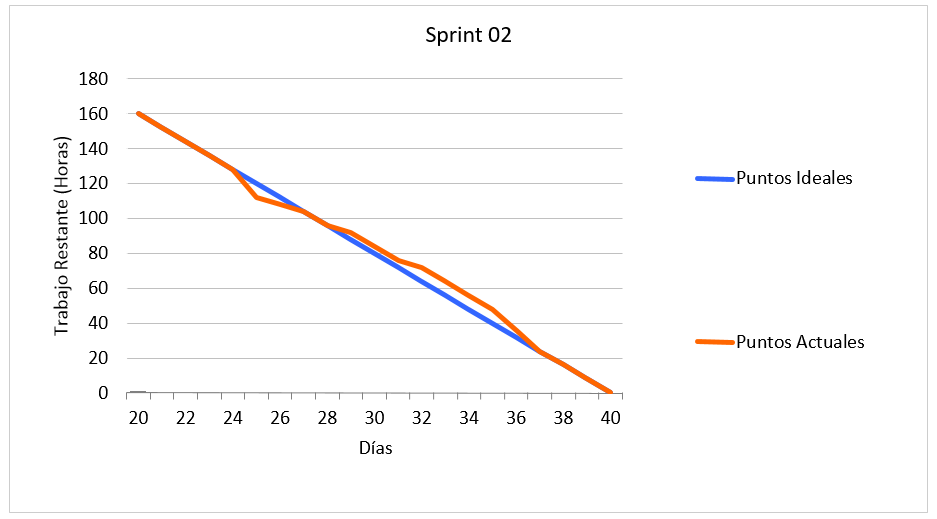 Sprint 02
Trabajo Restante (Horas)
180
160
140
120
100
80
60
40
20
0
20 22 24 26 28 30 32 34 36 38 40
Días
Puntos Ideales
Puntos Actuales